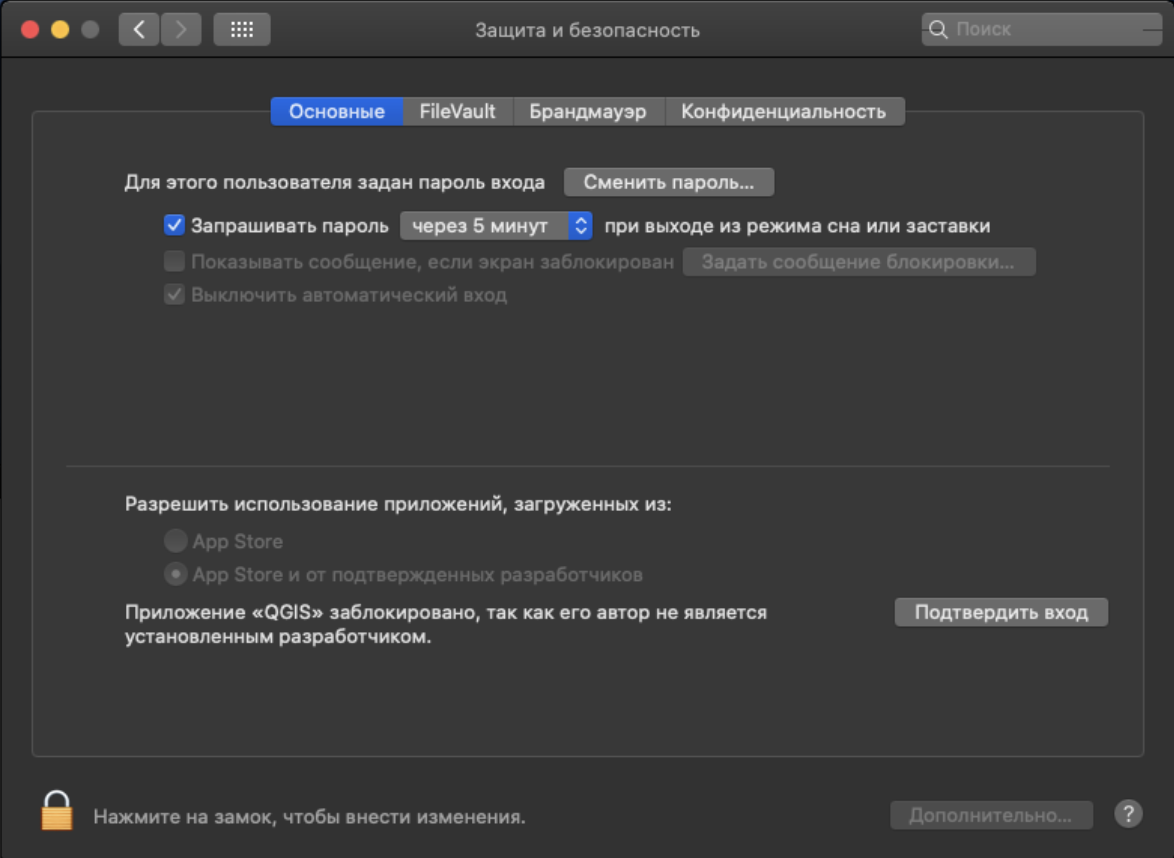 Защита и безопасность
Поиск
Основные
FileVault
Брандмауэр
Конфиденциальность
Для этого пользователя задан пароль входа
Сменить пароль...
Запрашивать пароль
через 5 минут
при выходе из режима сна или заставки
Показывать сообщение, если экран заблокирован
Задать сообщение блокировки...
Выключить автоматический вход
Разрешить использование приложений, загруженных из:
App Store
App Store и от подтвержденных разработчиков
Приложение «QGIS» заблокировано, так как его автор не является
установленным разработчиком.
Подтвердить вход
Нажмите на замок, чтобы внести изменения.
Дополнительно...
?